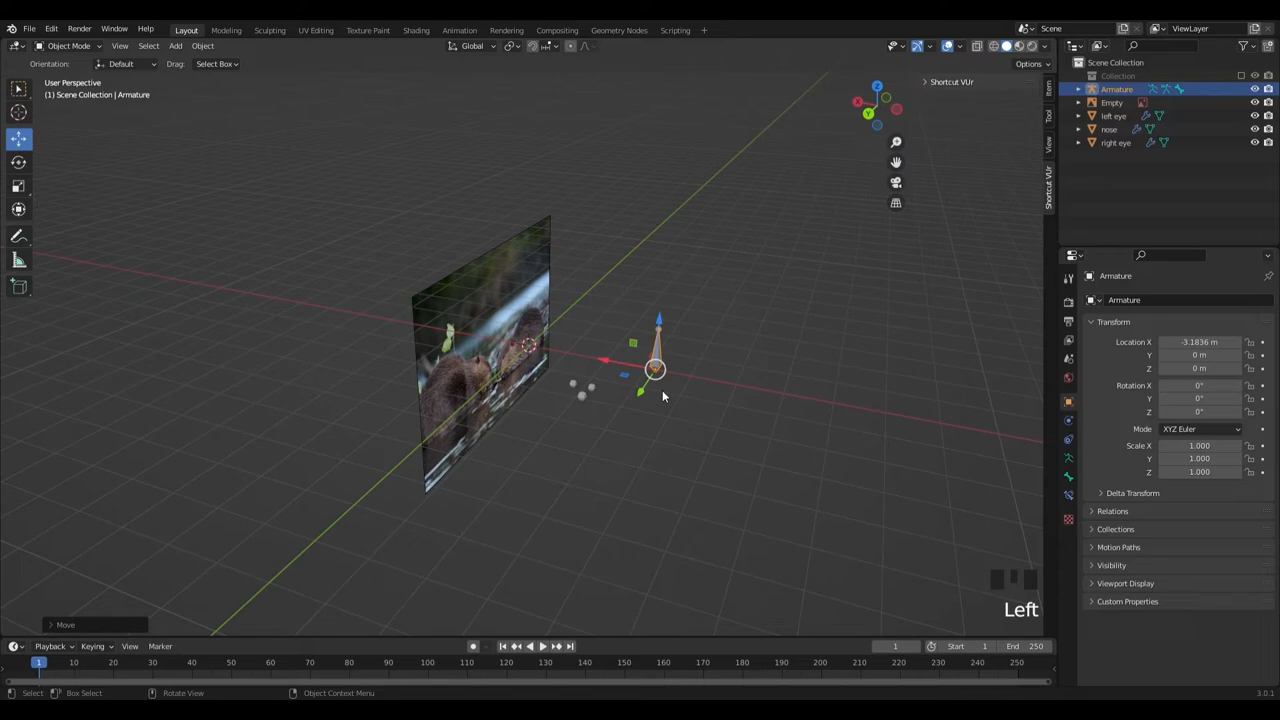 File Edit Render Window Help Layout Modeling Sculpting UV Editing Texture Paint Shading Animation Rendering Compositing Geometry Nodes Scripting + Scene ViewLayer
Object Mode View Select Add Object Global
Orientation: Default Drag: Select Box Options
User Perspective
(1) Scene Collection | Armature
Shortcut VUr
X
Y
Z
Item
Tool
View
Shortcut VUr
Scene Collection
Collection
Armature
Empty
left eye
nose
right eye
Armature
Armature
Transform
Location X -3.1836 m
Y 0 m
Z 0 m
Rotation X 0°
Y 0°
Z 0°
Mode XYZ Euler
Scale X 1.000
Y 1.000
Z 1.000
Delta Transform
Relations
Collections
Motion Paths
Visibility
Viewport Display
Custom Properties
Left
Move
Playback Keying View Marker 1 Start 1 End 250
1 10 20 30 40 50 60 70 80 90 100 110 120 130 140 150 160 170 180 190 200 210 220 230 240 250
Select Box Select Rotate View Object Context Menu 3.0.1